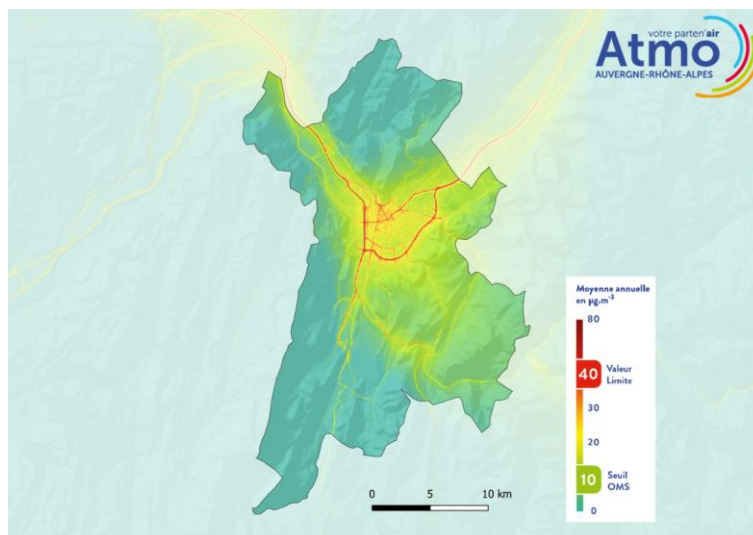 votre parten'air
Atmo
AUVERGNE-RHÔNE-ALPES
Moyenne annuelle
en µg.m⁻³
80
40 Valeur
Limite
30
20
10 Seuil
OMS
0
0 5 10 km